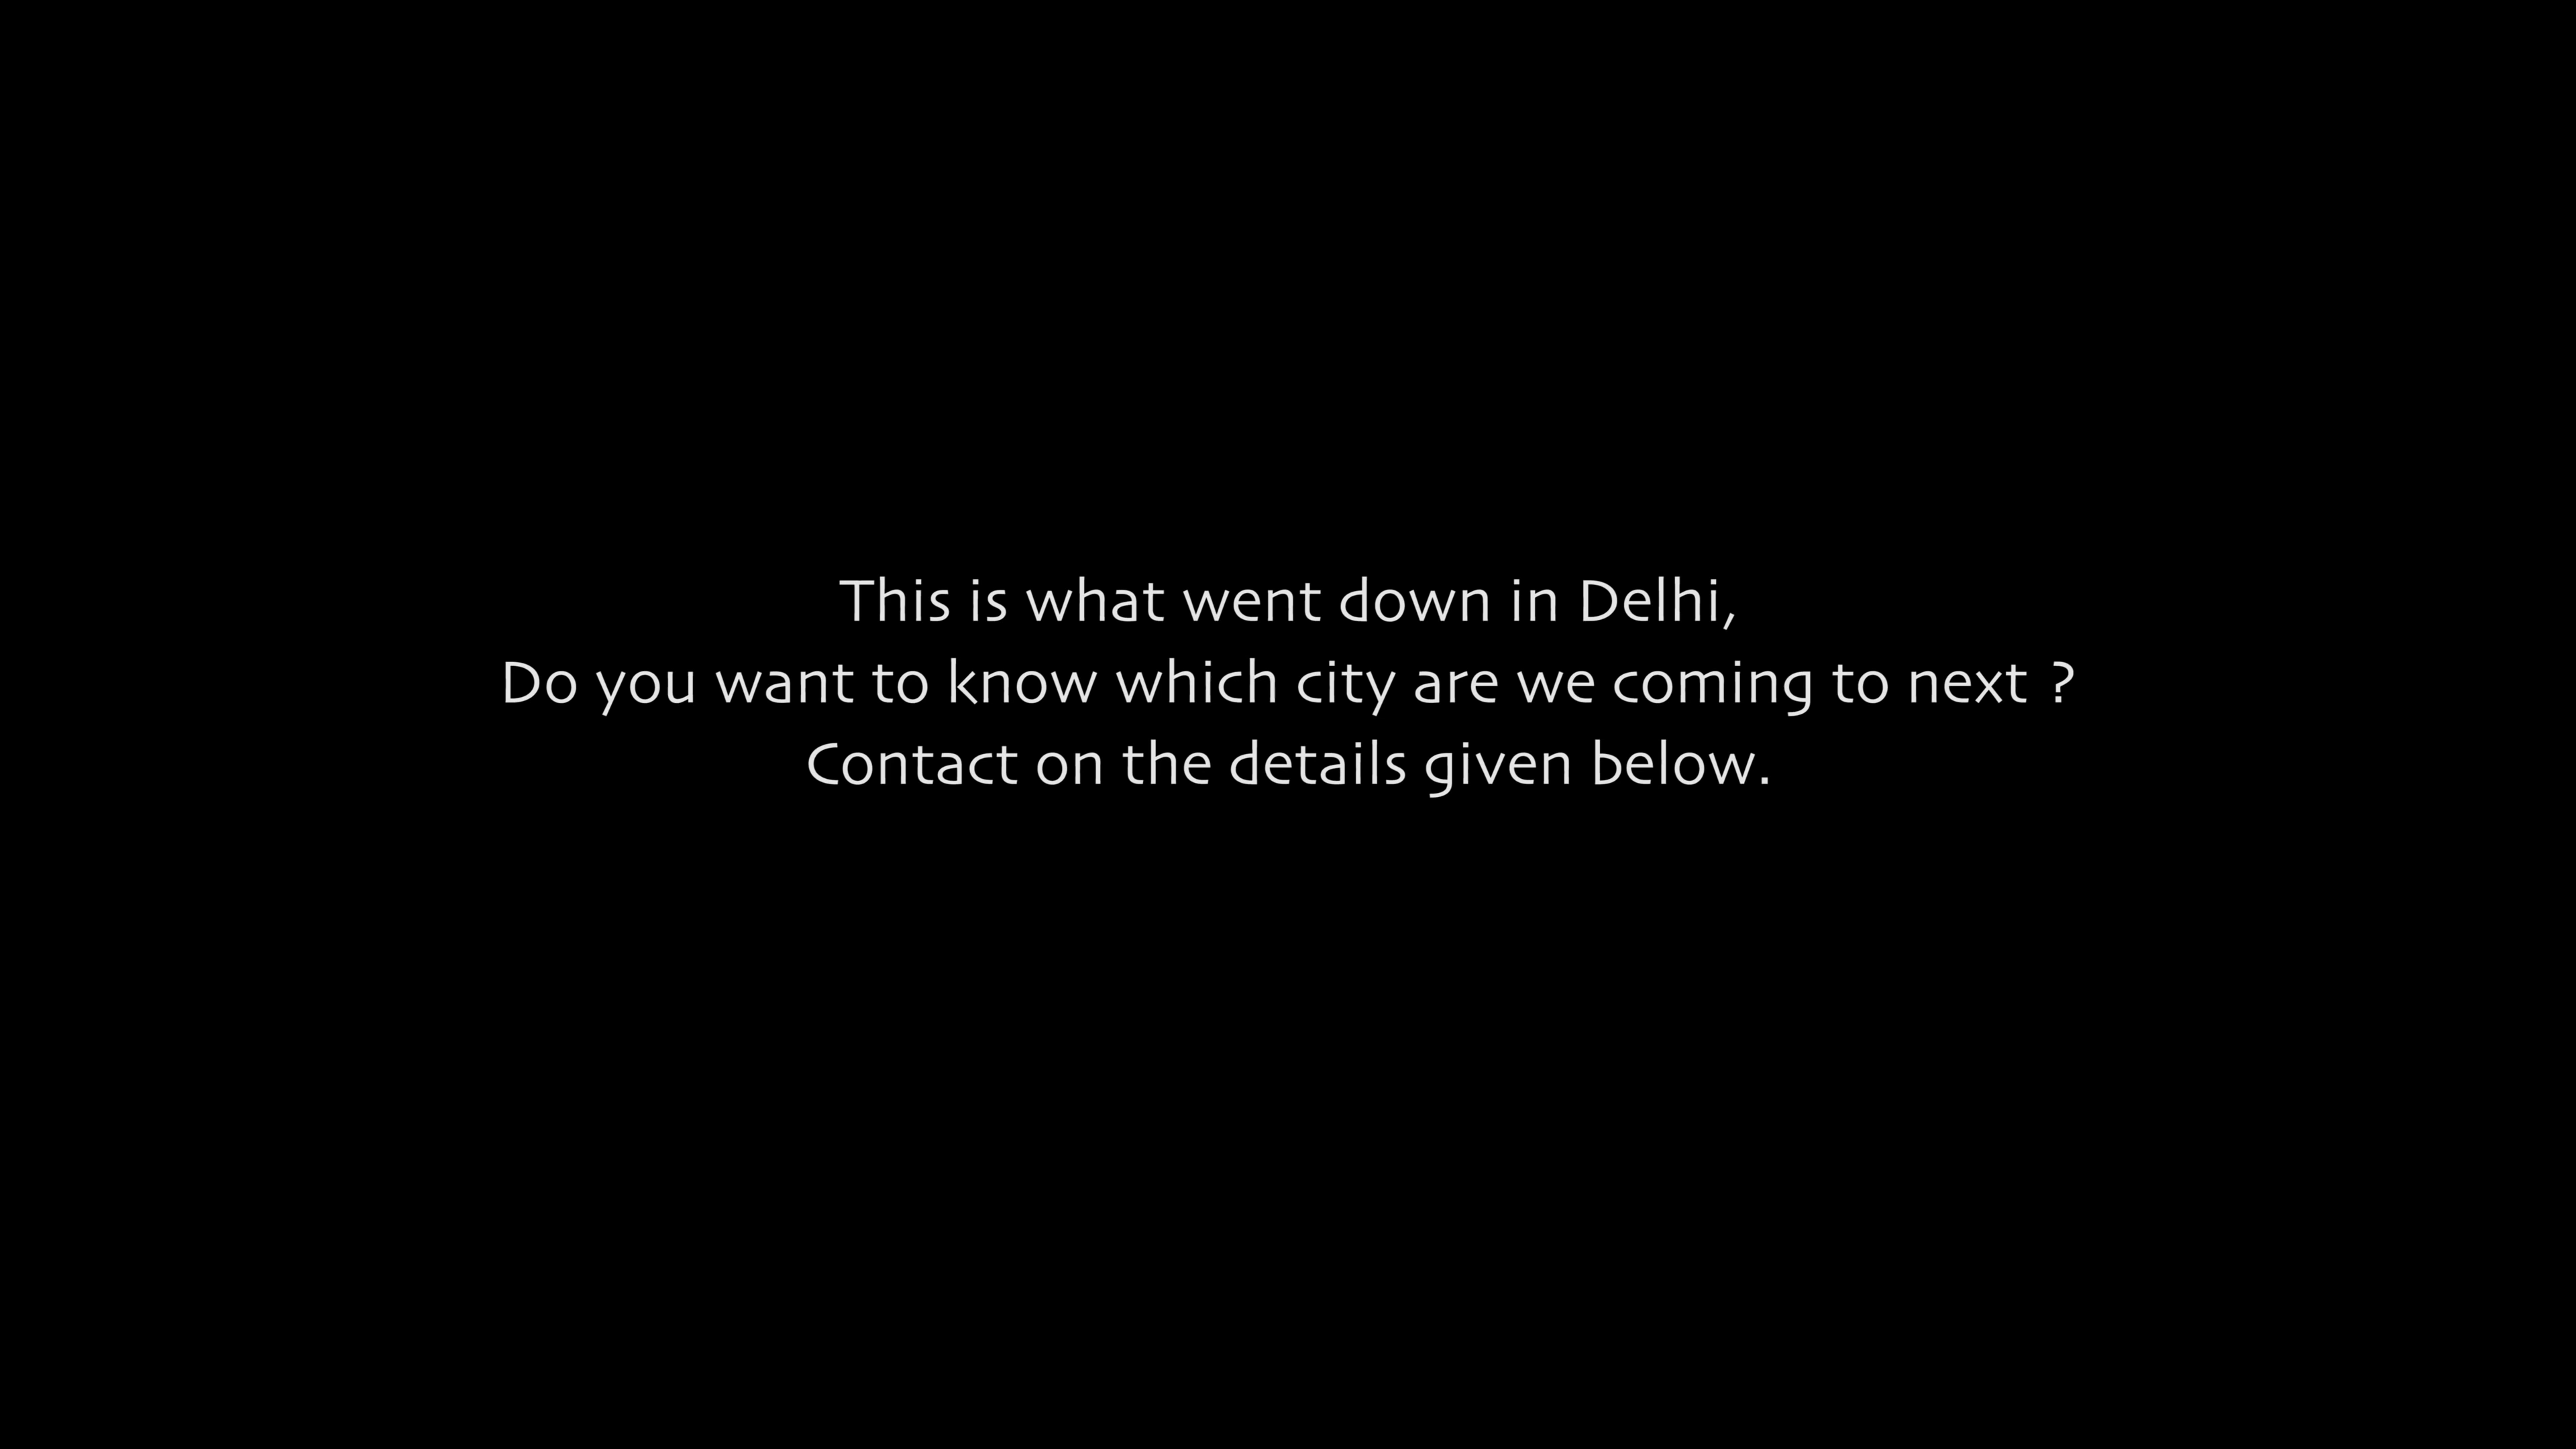 This is what went down in Delhi,
Do you want to know which city are we coming to next ?
Contact on the details given below.